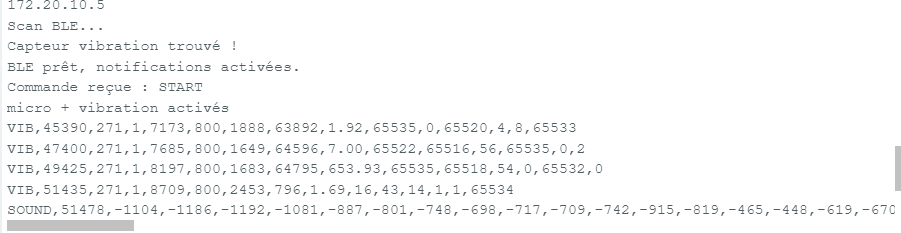 172.20.10.5
Scan BLE...
Capteur vibration trouvé !
BLE prêt, notifications activées.
Commande reçue : START
micro + vibration activés
VIB,45390,271,1,7173,800,1888,63892,1.92,65535,0,65520,4,8,65533
VIB,47400,271,1,7685,800,1649,64596,7.00,65522,65516,56,65535,0,2
VIB,49425,271,1,8197,800,1683,64795,653.93,65535,65518,54,0,65532,0
VIB,51435,271,1,8709,800,2453,796,1.69,16,43,14,1,1,65534
SOUND,51478,-1104,-1186,-1192,-1081,-887,-801,-748,-698,-717,-709,-742,-915,-819,-465,-448,-619,-670